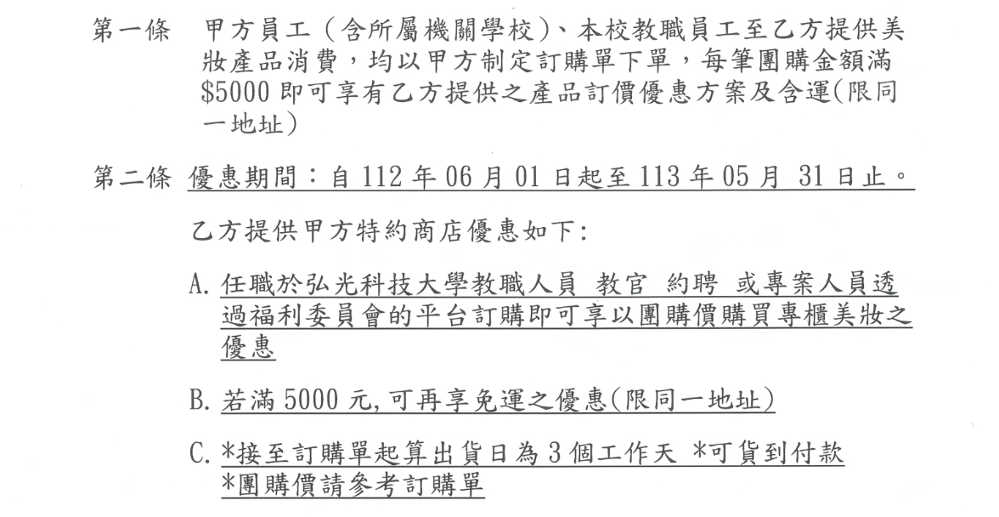 第一條 甲方員工（含所屬機關學校)、本校教職員工至乙方提供美
妝產品消費，均以甲方制定訂購單下單，每筆團購金額滿
$5000 即可享有乙方提供之產品訂價優惠方案及含運(限同
一地址)
第二條 優惠期間：自 112 年 06 月 01 日起至 113 年 05 月 31 日止。
乙方提供甲方特約商店優惠如下:
A. 任職於弘光科技大學教職人員 教官 約聘 或專案人員透
過福利委員會的平台訂購即可享以團購價購買專櫃美妝之
優惠
B. 若滿 5000 元,可再享免運之優惠(限同一地址)
C. *接至訂購單起算出貨日為 3 個工作天 *可貨到付款
*團購價請參考訂購單